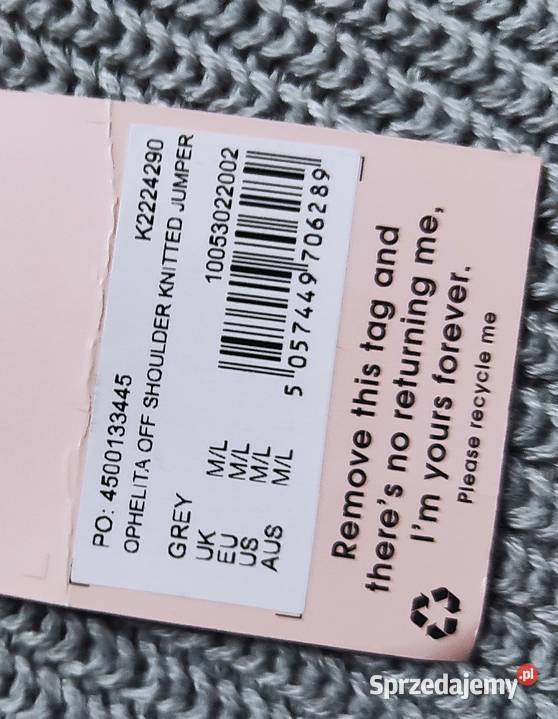 PO: 4500133445 K2224290
OPHELITA OFF SHOULDER KNITTED JUMPER
GREY 10053022002
UK M/L
EU M/L
US M/L
AUS M/L
5 057449 706289
Remove this tag and
there's no returning me,
I'm yours forever.
Please recycle me
Sprzedajemy.pl